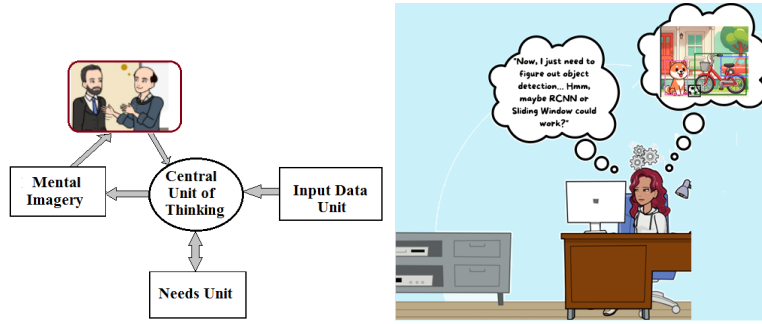 Mental
Imagery
Central
Unit of
Thinking
Input Data
Unit
Needs Unit
"Now, I just need to
figure out object
detection... Hmm,
maybe RCNN or
Sliding Window could
work?"